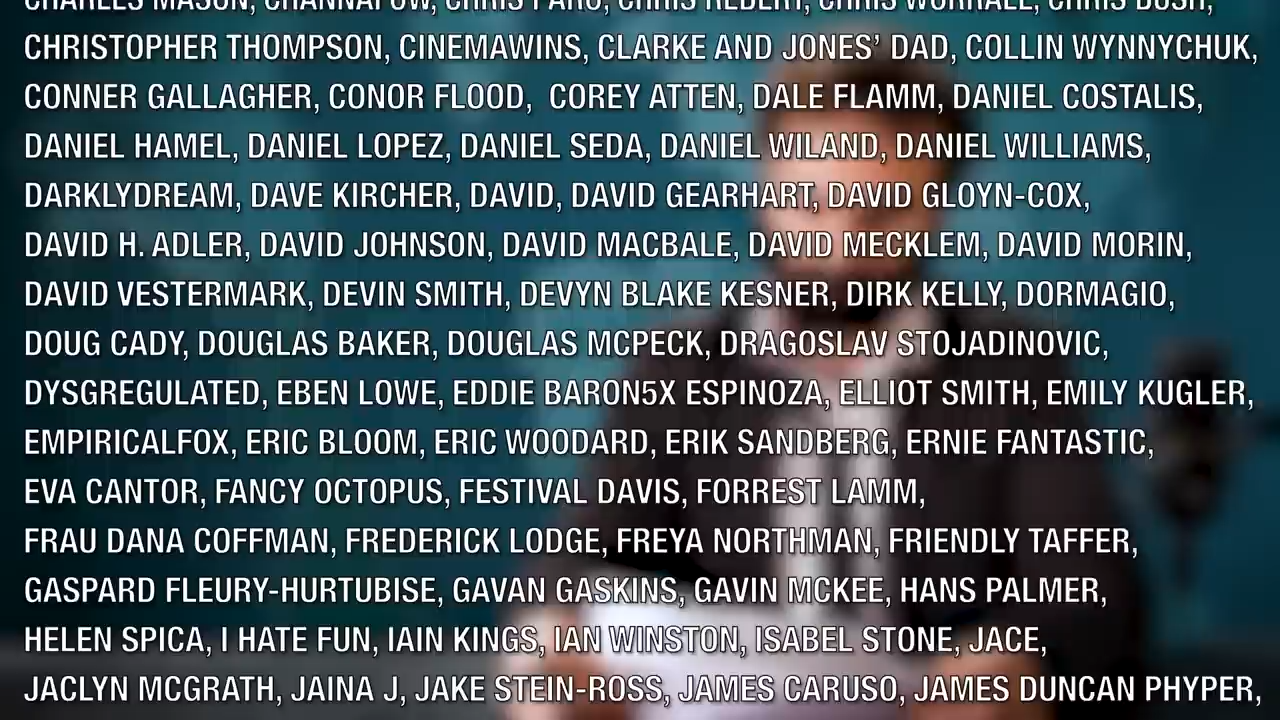 CHARLES MASON, CHANNAPOW, CHRIS FARO, CHRIS REBERT, CHRIS WORRALL, CHRIS BUSH,
CHRISTOPHER THOMPSON, CINEMAWINS, CLARKE AND JONES’ DAD, COLLIN WYNNYCHUK,
CONNER GALLAGHER, CONOR FLOOD, COREY ATTEN, DALE FLAMM, DANIEL COSTALIS,
DANIEL HAMEL, DANIEL LOPEZ, DANIEL SEDA, DANIEL WILAND, DANIEL WILLIAMS,
DARKLYDREAM, DAVE KIRCHER, DAVID, DAVID GEARHART, DAVID GLOYN-COX,
DAVID H. ADLER, DAVID JOHNSON, DAVID MACBALE, DAVID MECKLEM, DAVID MORIN,
DAVID VESTERMARK, DEVIN SMITH, DEVYN BLAKE KESNER, DIRK KELLY, DORMAGIO,
DOUG CADY, DOUGLAS BAKER, DOUGLAS MCPECK, DRAGOSLAV STOJADINOVIC,
DYSGREGULATED, EBEN LOWE, EDDIE BARON5X ESPINOZA, ELLIOT SMITH, EMILY KUGLER,
EMPIRICALFOX, ERIC BLOOM, ERIC WOODARD, ERIK SANDBERG, ERNIE FANTASTIC,
EVA CANTOR, FANCY OCTOPUS, FESTIVAL DAVIS, FORREST LAMM,
FRAU DANA COFFMAN, FREDERICK LODGE, FREYA NORTHMAN, FRIENDLY TAFFER,
GASPARD FLEURY-HURTUBISE, GAVAN GASKINS, GAVIN MCKEE, HANS PALMER,
HELEN SPICA, I HATE FUN, IAIN KINGS, IAN WINSTON, ISABEL STONE, JACE,
JACLYN MCGRATH, JAINA J, JAKE STEIN-ROSS, JAMES CARUSO, JAMES DUNCAN PHYPER,